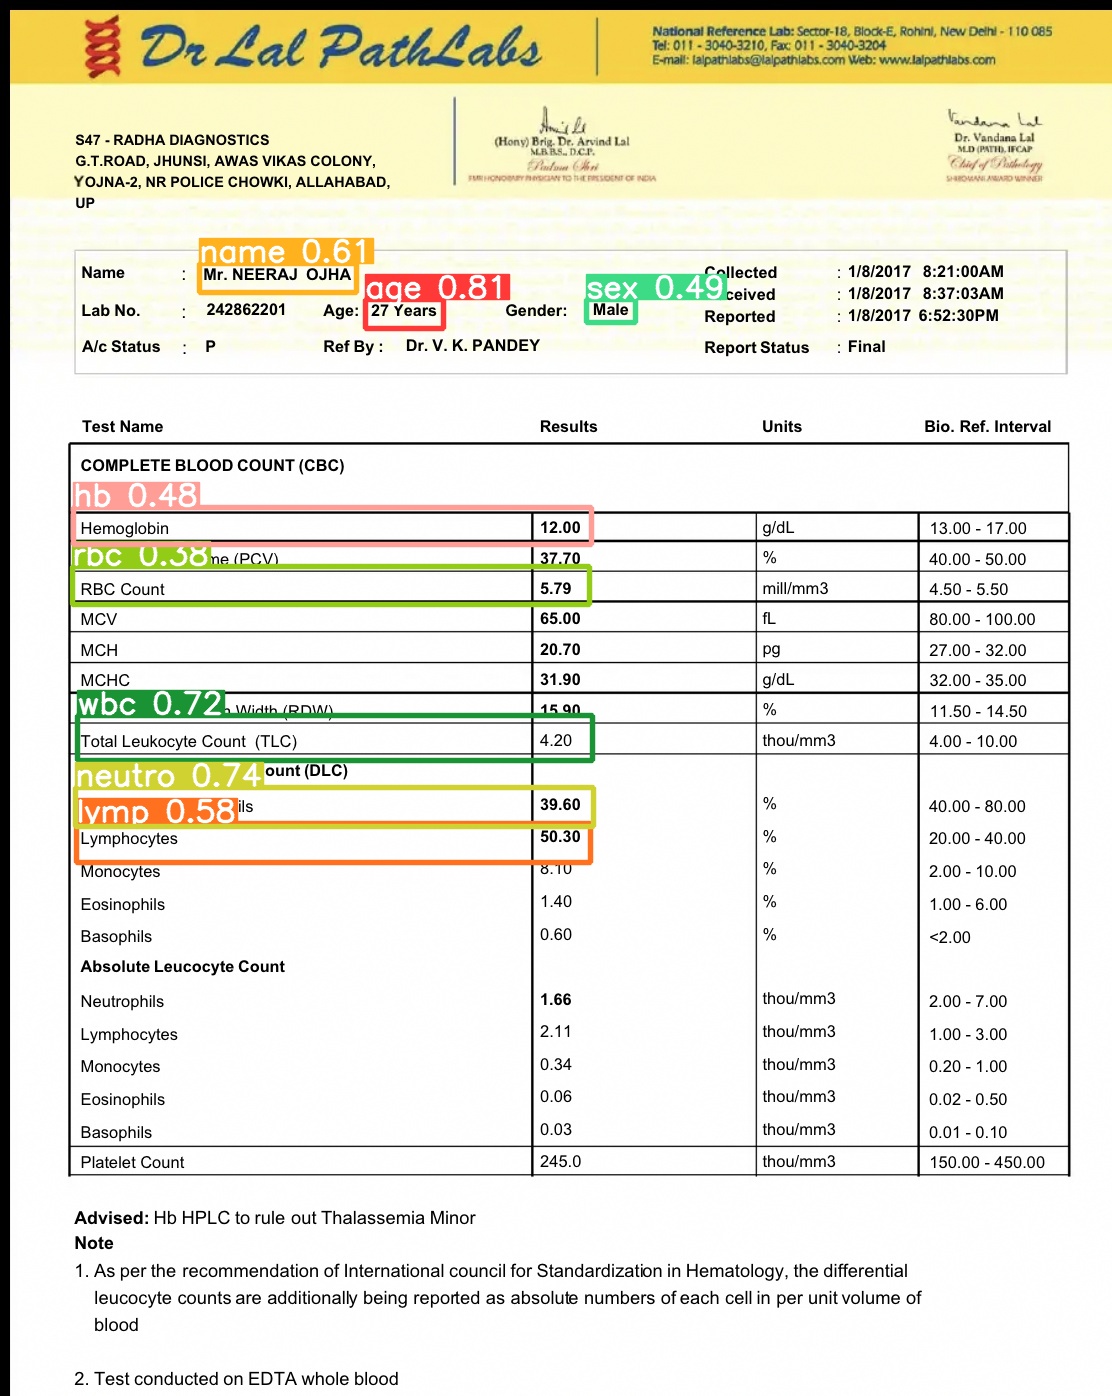 Dr Lal PathLabs
National Reference Lab: Sector-18, Block-E, Rohini, New Delhi - 110 085
Tel: 011 - 3040-3210, Fax: 011 - 3040-3204
E-mail: lalpathlabs@lalpathlabs.com Web: www.lalpathlabs.com
S47 - RADHA DIAGNOSTICS
G.T.ROAD, JHUNSI, AWAS VIKAS COLONY,
YOJNA-2, NR POLICE CHOWKI, ALLAHABAD,
UP
(Hony) Brig. Dr. Arvind Lal
M.B.B.S., D.C.P.
Padma Shri
EMRI HONORARY PHYSICIAN TO THE PRESIDENT OF INDIA
Vandana Lal
Dr. Vandana Lal
M.D (PATH), IFCAP
Chief of Pathology
SHIROMANI AWARD WINNER
name 0.61
Name : Mr. NEERAJ OJHA Collected : 1/8/2017 8:21:00AM
age 0.81 sex 0.49 ceived : 1/8/2017 8:37:03AM
Lab No. : 242862201 Age: 27 Years Gender: Male Reported : 1/8/2017 6:52:30PM
A/c Status : P Ref By : Dr. V. K. PANDEY Report Status : Final
Test Name Results Units Bio. Ref. Interval
COMPLETE BLOOD COUNT (CBC)
hb 0.48
Hemoglobin 12.00 g/dL 13.00 - 17.00
rbc 0.38 me (PCV) 37.70 % 40.00 - 50.00
RBC Count 5.79 mill/mm3 4.50 - 5.50
MCV 65.00 fL 80.00 - 100.00
MCH 20.70 pg 27.00 - 32.00
MCHC 31.90 g/dL 32.00 - 35.00
wbc 0.72 n Width (RDW) 15.90 % 11.50 - 14.50
Total Leukocyte Count (TLC) 4.20 thou/mm3 4.00 - 10.00
neutro 0.74 ount (DLC)
lymp 0.58 ils 39.60 % 40.00 - 80.00
Lymphocytes 50.30 % 20.00 - 40.00
Monocytes 8.10 % 2.00 - 10.00
Eosinophils 1.40 % 1.00 - 6.00
Basophils 0.60 % <2.00
Absolute Leucocyte Count
Neutrophils 1.66 thou/mm3 2.00 - 7.00
Lymphocytes 2.11 thou/mm3 1.00 - 3.00
Monocytes 0.34 thou/mm3 0.20 - 1.00
Eosinophils 0.06 thou/mm3 0.02 - 0.50
Basophils 0.03 thou/mm3 0.01 - 0.10
Platelet Count 245.0 thou/mm3 150.00 - 450.00
Advised: Hb HPLC to rule out Thalassemia Minor
Note
1. As per the recommendation of International council for Standardization in Hematology, the differential
leucocyte counts are additionally being reported as absolute numbers of each cell in per unit volume of
blood
2. Test conducted on EDTA whole blood